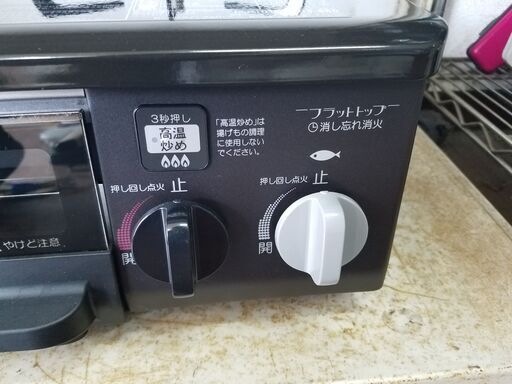 3秒押し
高温
炒め
「高温炒め」は
揚げもの調理
に使用しない
でください。
フラットトップ
消し忘れ消火
押し回し点火
止
開
押し回し点火
止
開
やけど注意